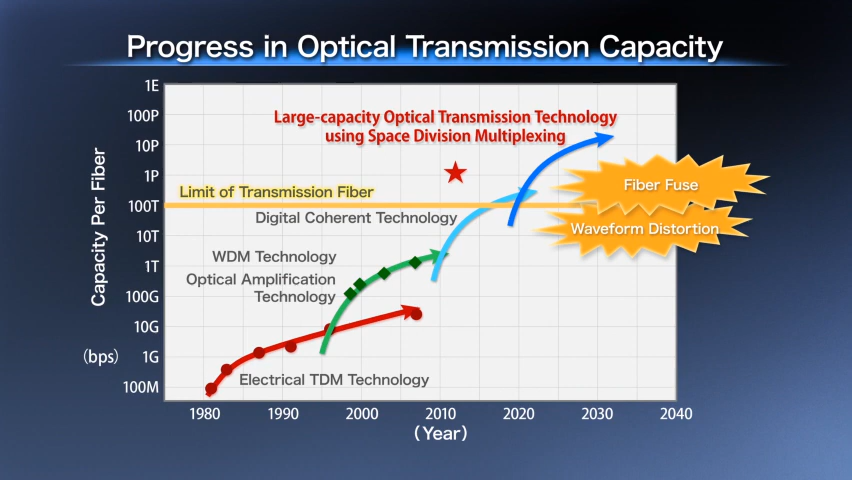 Progress in Optical Transmission Capacity
1E
100P
10P
1P
100T
10T
1T
100G
10G
1G
100M
Capacity Per Fiber
(bps)
Large-capacity Optical Transmission Technology
using Space Division Multiplexing
Limit of Transmission Fiber
Fiber Fuse
Digital Coherent Technology
Waveform Distortion
WDM Technology
Optical Amplification
Technology
Electrical TDM Technology
1980
1990
2000
2010
2020
2030
2040
(Year)